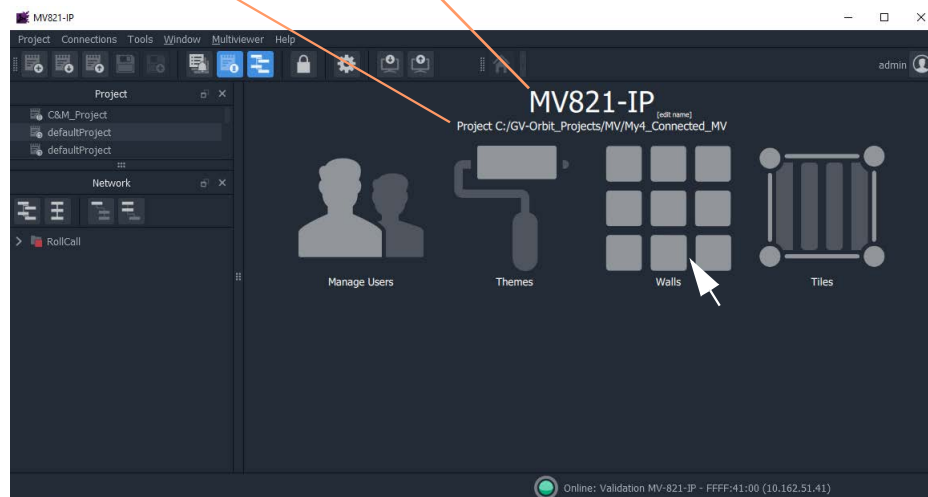 MV821-IP
Project Connections Tools Window Multiviewer Help
admin
Project
C&M_Project
defaultProject
defaultProject
Network
RollCall
MV821-IP
[edit name]
Project C:/GV-Orbit_Projects/MV/My4_Connected_MV
Manage Users
Themes
Walls
Tiles
Online: Validation MV-821-IP - FFFF:41:00 (10.162.51.41)